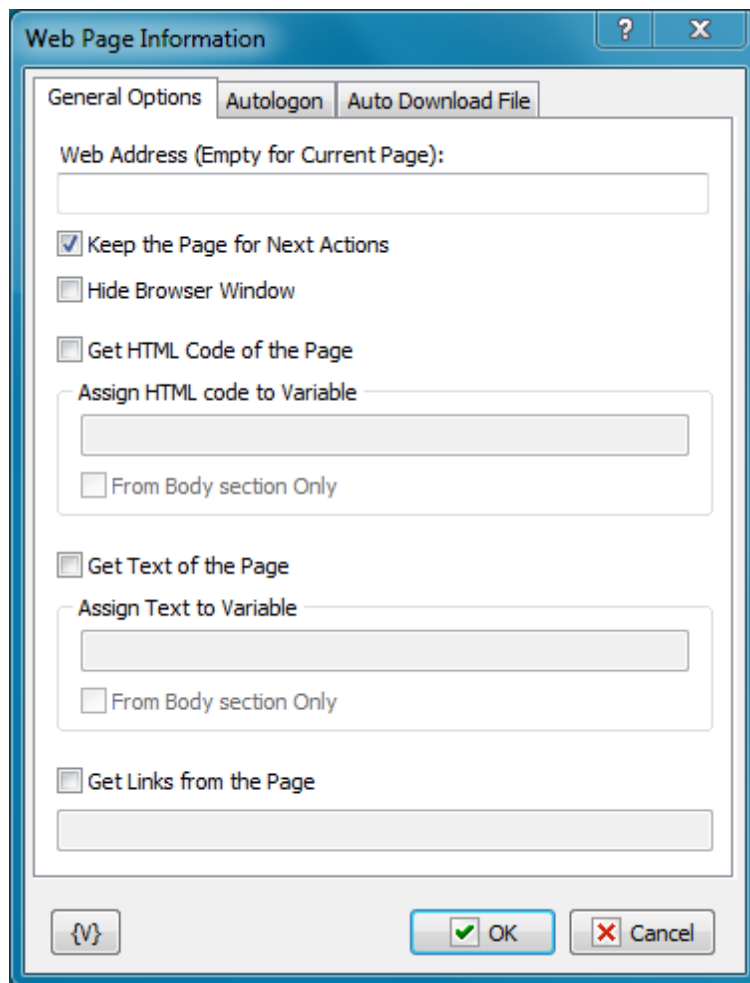 Web Page Information
?
X
General Options Autologon Auto Download File
Web Address (Empty for Current Page):
Keep the Page for Next Actions
Hide Browser Window
Get HTML Code of the Page
Assign HTML code to Variable
From Body section Only
Get Text of the Page
Assign Text to Variable
From Body section Only
Get Links from the Page
{V} OK Cancel